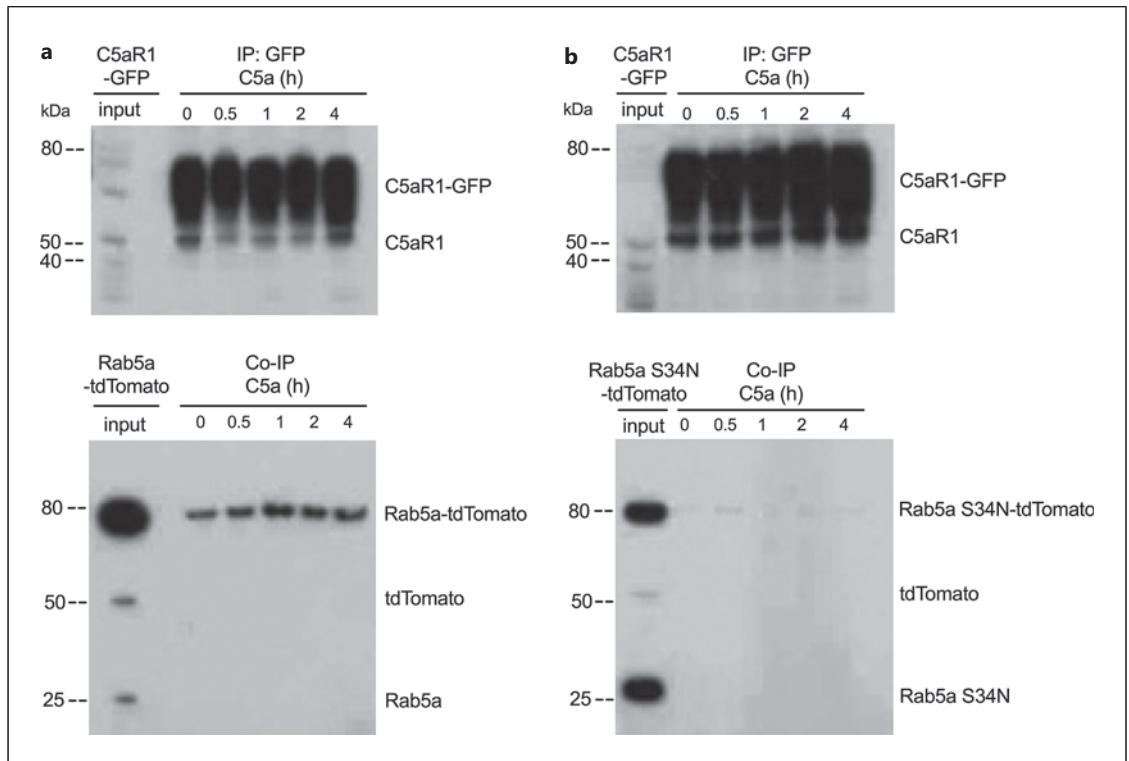 a
C5aR1
-GFP
IP: GFP
C5a (h)
kDa
input
0 0.5 1 2 4
80
C5aR1-GFP
50
C5aR1
40
Rab5a
-tdTomato
Co-IP
C5a (h)
input
0 0.5 1 2 4
80
Rab5a-tdTomato
50
tdTomato
25
Rab5a
b
C5aR1
-GFP
IP: GFP
C5a (h)
kDa
input
0 0.5 1 2 4
80
C5aR1-GFP
50
C5aR1
40
Rab5a S34N
-tdTomato
Co-IP
C5a (h)
input
0 0.5 1 2 4
80
Rab5a S34N-tdTomato
50
tdTomato
25
Rab5a S34N